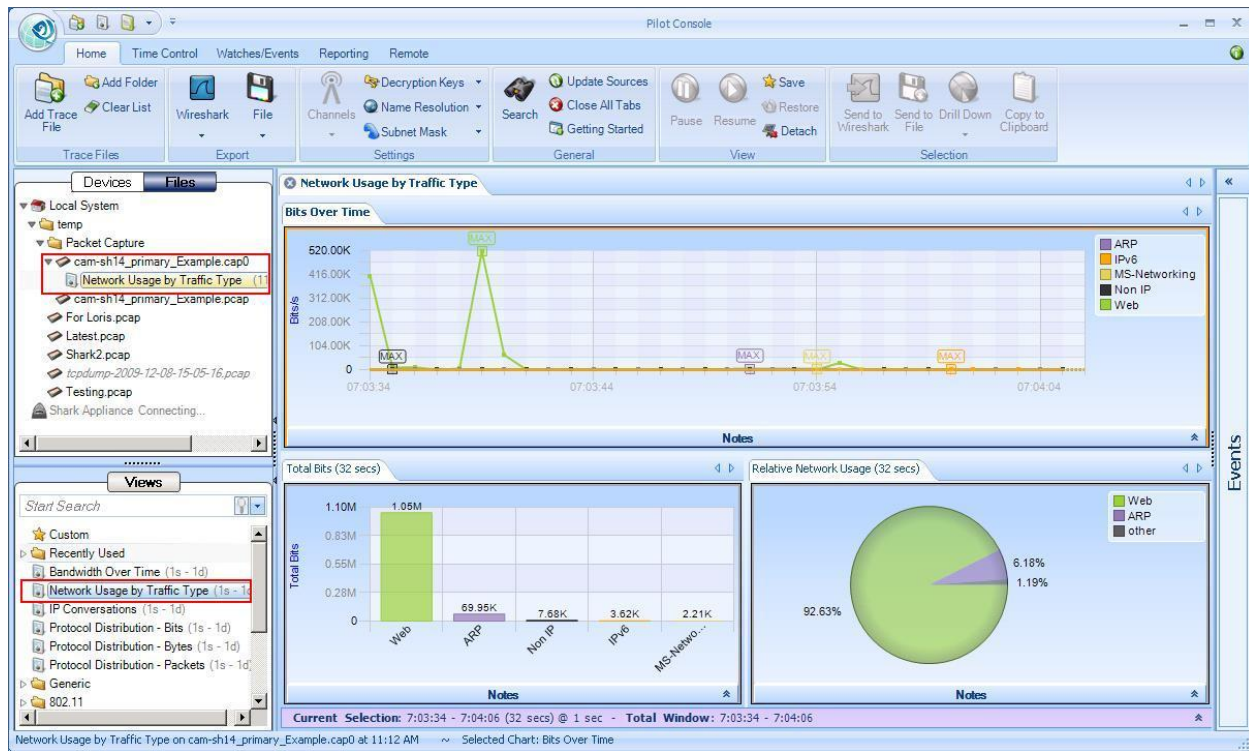 Pilot Console
Home Time Control Watches/Events Reporting Remote
Add Trace File
Add Folder
Clear List
Trace Files
Wireshark
File
Export
Channels
Decryption Keys
Name Resolution
Subnet Mask
Settings
Search
Update Sources
Close All Tabs
Getting Started
General
Pause
Resume
Save
Restore
Detach
View
Send to Wireshark
Send to File
Drill Down
Copy to Clipboard
Selection
Devices Files
Local System
temp
Packet Capture
cam-sh14_primary_Example.cap0
Network Usage by Traffic Type (11
cam-sh14_primary_Example.pcap
For Loris.pcap
Latest.pcap
Shark2.pcap
tcpdump-2009-12-08-15-05-16.pcap
Testing.pcap
Shark Appliance Connecting...
Views
Start Search
Custom
Recently Used
Bandwidth Over Time (1s - 1d)
Network Usage by Traffic Type (1s - 1d
IP Conversations (1s - 1d)
Protocol Distribution - Bits (1s - 1d)
Protocol Distribution - Bytes (1s - 1d)
Protocol Distribution - Packets (1s - 1d
Generic
802.11
Network Usage by Traffic Type
Bits Over Time
Bits/s
520.00K
416.00K
312.00K
208.00K
104.00K
0
MAX
MAX
MAX
MAX
MAX
07:03:34 07:03:44 07:03:54 07:04:04
ARP
IPv6
MS-Networking
Non IP
Web
Notes
Total Bits (32 secs)
Total Bits
1.10M
0.83M
0.55M
0.28M
0
1.05M
69.95K
7.68K
3.62K
2.21K
Web
ARP
Non IP
IPv6
MS-Netwo...
Notes
Relative Network Usage (32 secs)
92.63%
6.18%
1.19%
Web
ARP
other
Notes
Events
Current Selection: 7:03:34 - 7:04:06 (32 secs) @ 1 sec - Total Window: 7:03:34 - 7:04:06
Network Usage by Traffic Type on cam-sh14_primary_Example.cap0 at 11:12 AM ~ Selected Chart: Bits Over Time